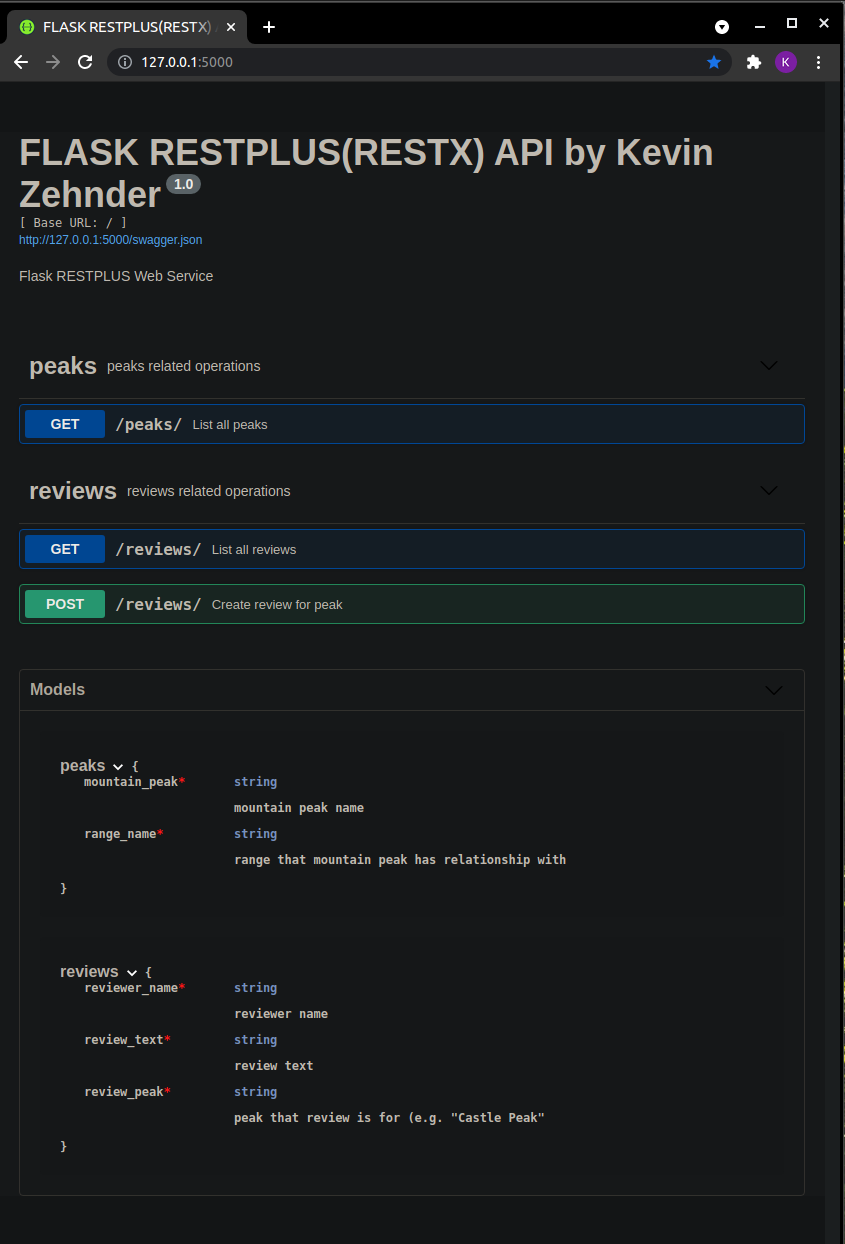 FLASK RESTPLUS(RESTX)
127.0.0.1:5000
K
FLASK RESTPLUS(RESTX) API by Kevin
Zehnder 1.0
[ Base URL: / ]
http://127.0.0.1:5000/swagger.json
Flask RESTPLUS Web Service
peaks peaks related operations
GET /peaks/ List all peaks
reviews reviews related operations
GET /reviews/ List all reviews
POST /reviews/ Create review for peak
Models
peaks {
mountain_peak* string
mountain peak name
range_name* string
range that mountain peak has relationship with
}
reviews {
reviewer_name* string
reviewer name
review_text* string
review text
review_peak* string
peak that review is for (e.g. "Castle Peak"
}